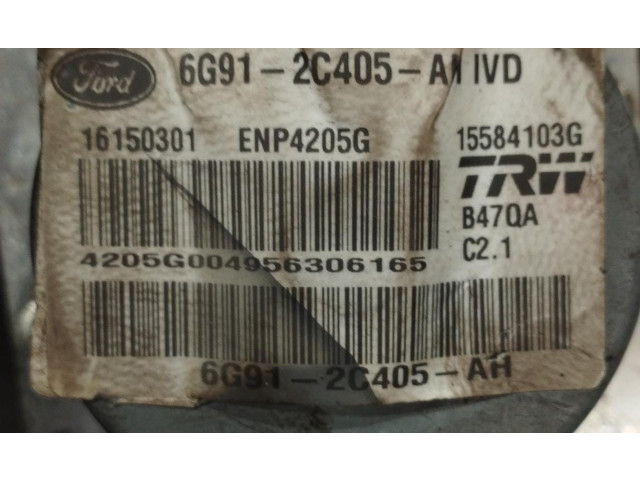 Ford
6G91-2C405-AH IVD
16150301 ENP4205G 15584103G
TRW
B47QA
4205G004956306165
C2.1
6G91-2C405-AH